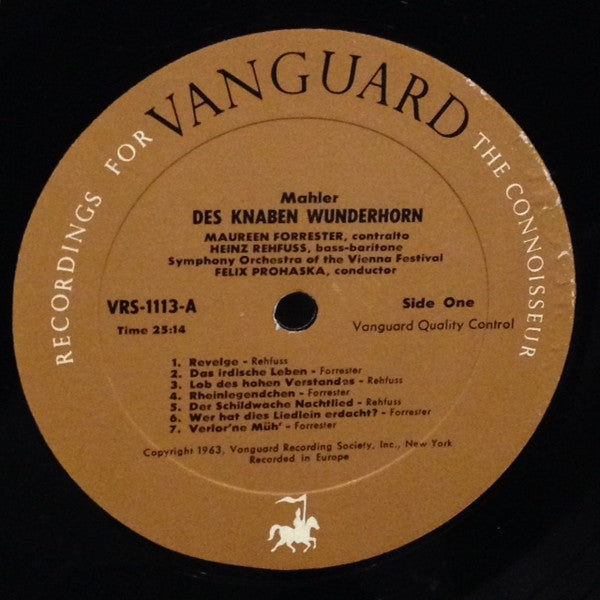 RECORDINGS FOR VANGUARD THE CONNOISSEUR
Mahler
DES KNABEN WUNDERHORN
MAUREEN FORRESTER, contralto
HEINZ REHFUSS, bass-baritone
Symphony Orchestra of the Vienna Festival
FELIX PROHASKA, conductor
VRS-1113-A
Side One
Time 25:14
Vanguard Quality Control
1. Revelge - Rehfuss
2. Das irdische Leben - Forrester
3. Lob des hohen Verstandes - Rehfuss
4. Rheinlegendchen - Forrester
5. Der Schildwache Nachtlied - Rehfuss
6. Wer hat dies Liedlein erdacht? - Forrester
7. Verlor'ne Müh' - Forrester
Copyright 1963, Vanguard Recording Society, Inc., New York
Recorded in Europe